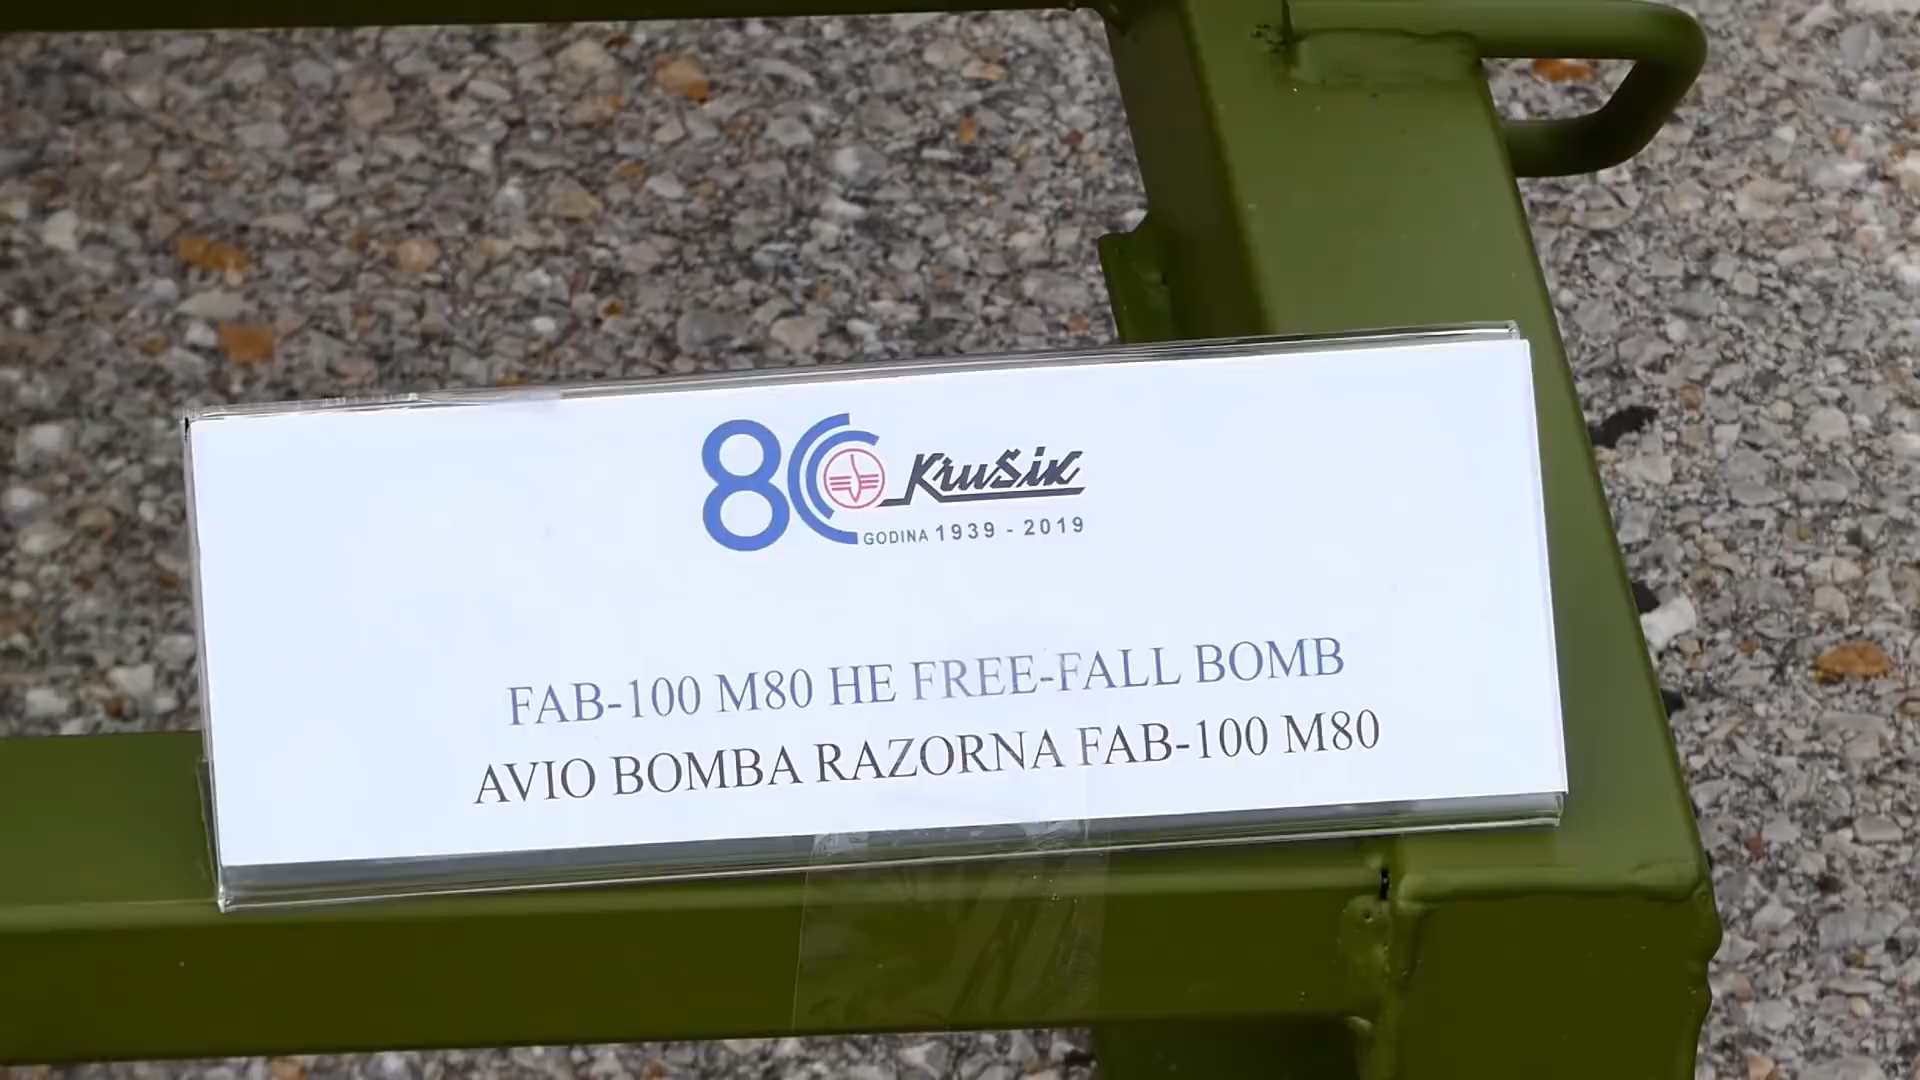 80 Krušik
GODINA 1939 - 2019
FAB-100 M80 HE FREE-FALL BOMB
AVIO BOMBA RAZORNA FAB-100 M80